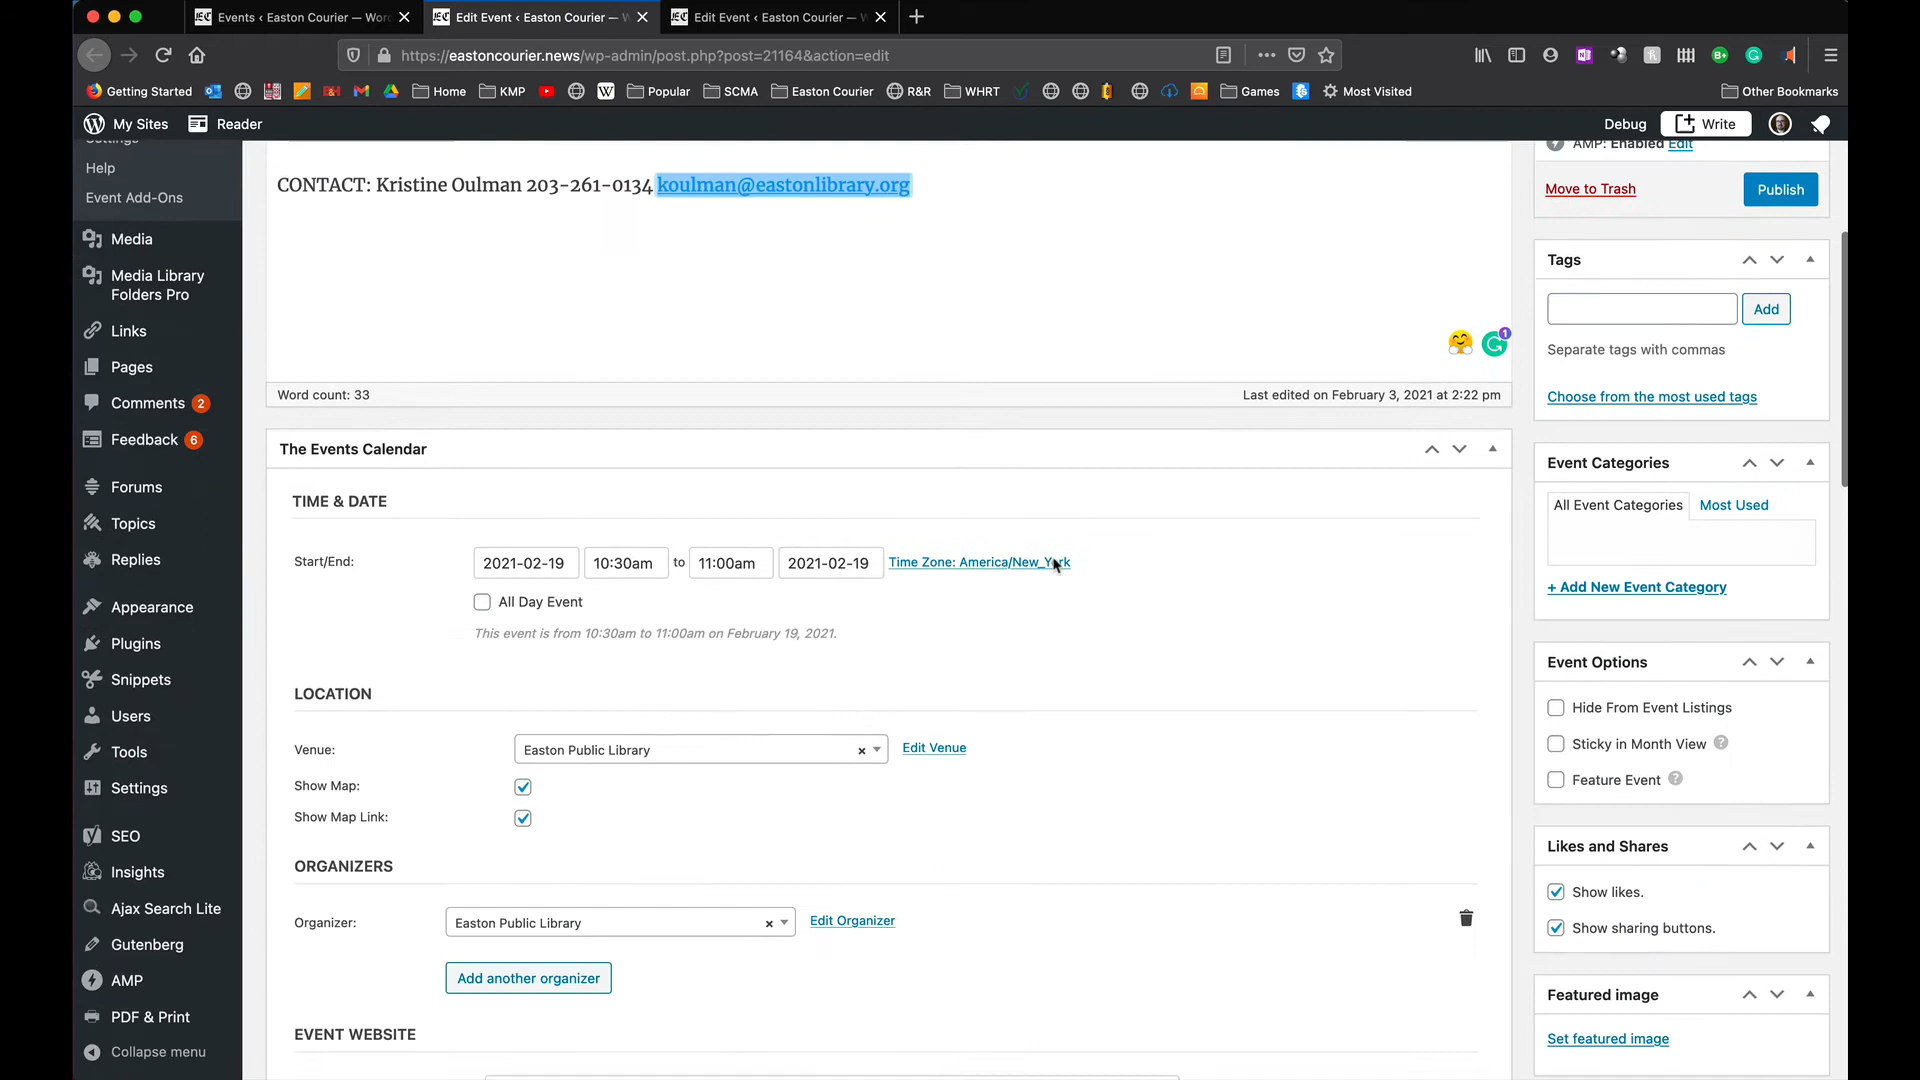 Events ‹ Easton Courier — Wor
Edit Event ‹ Easton Courier — W
Edit Event ‹ Easton Courier — W
https://eastoncourier.news/wp-admin/post.php?post=21164&action=edit
Getting Started
Home
KMP
Popular
SCMA
Easton Courier
R&R
WHRT
Games
Most Visited
Other Bookmarks
My Sites
Reader
Debug
Write
Settings
Help
Event Add-Ons
Media
Media Library
Folders Pro
Links
Pages
Comments 2
Feedback 6
Forums
Topics
Replies
Appearance
Plugins
Snippets
Users
Tools
Settings
SEO
Insights
Ajax Search Lite
Gutenberg
AMP
PDF & Print
Collapse menu
CONTACT: Kristine Oulman 203-261-0134 koulman@eastonlibrary.org
1
Word count: 33
Last edited on February 3, 2021 at 2:22 pm
The Events Calendar
TIME & DATE
Start/End: 2021-02-19 10:30am to 11:00am 2021-02-19 Time Zone: America/New_York
All Day Event
This event is from 10:30am to 11:00am on February 19, 2021.
LOCATION
Venue: Easton Public Library × Edit Venue
Show Map:
Show Map Link:
ORGANIZERS
Organizer: Easton Public Library × Edit Organizer
Add another organizer
EVENT WEBSITE
AMP: Enabled Edit
Move to Trash
Publish
Tags
Add
Separate tags with commas
Choose from the most used tags
Event Categories
All Event Categories
Most Used
+ Add New Event Category
Event Options
Hide From Event Listings
Sticky in Month View ?
Feature Event ?
Likes and Shares
Show likes.
Show sharing buttons.
Featured image
Set featured image